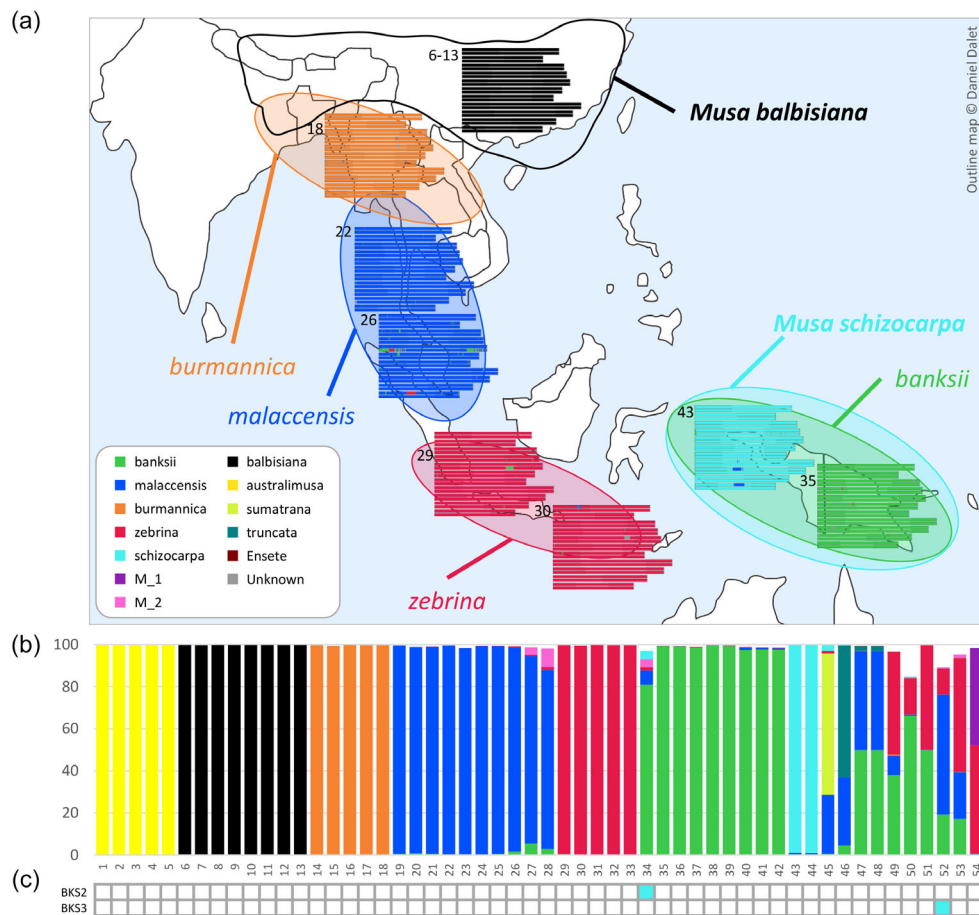 (a)
6-13
Musa balbisiana
Outline map © Daniel Dalet
18
22
burmannica
26
malaccensis
Musa schizocarpa
banksii
43
35
29
30
zebrina
banksii
balbisiana
malaccensis
australimusa
burmannica
sumatrana
zebrina
truncata
schizocarpa
Ensete
M_1
Unknown
M_2
(b)
100
80
60
40
20
0
1 2 3 4 5 6 7 8 9 10 11 12 13 14 15 16 17 18 19 20 21 22 23 24 25 26 27 28 29 30 31 32 33 34 35 36 37 38 39 40 41 42 43 44 45 46 47 48 49 50 51 52 53 54
(c)
BKS2
BKS3